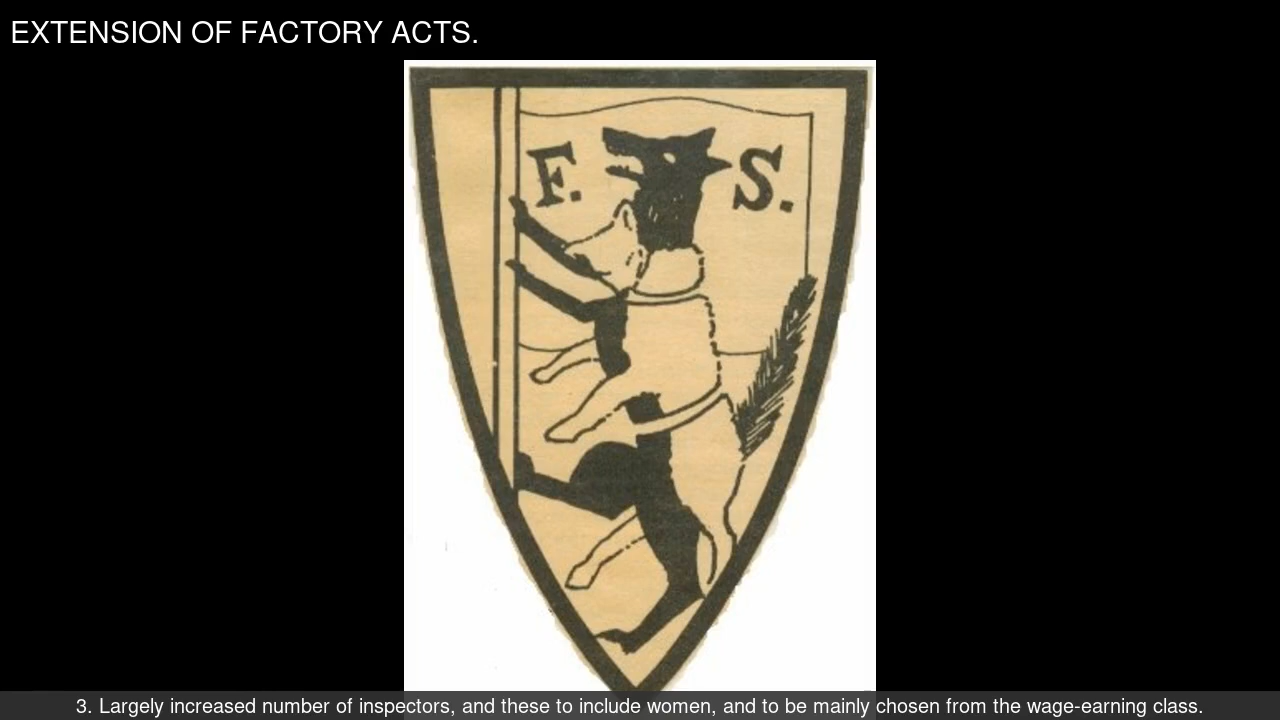 EXTENSION OF FACTORY ACTS.
F. S.
3. Largely increased number of inspectors, and these to include women, and to be mainly chosen from the wage-earning class.